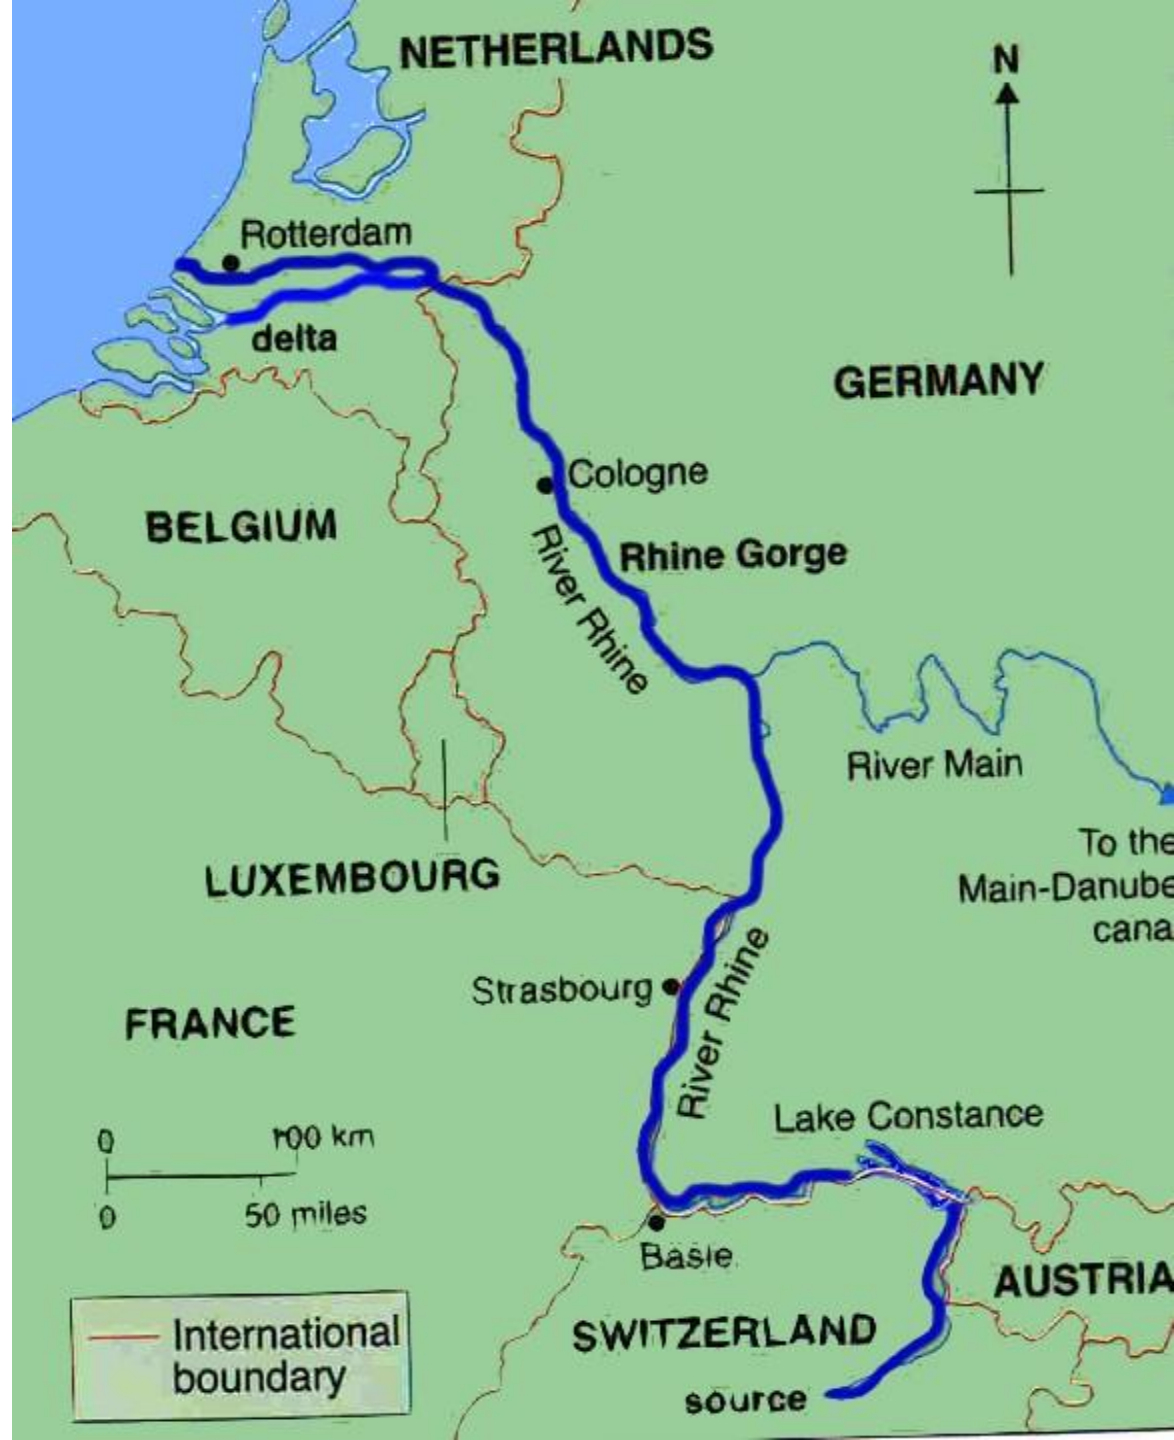 NETHERLANDS
N
Rotterdam
delta
GERMANY
Cologne
BELGIUM
Rhine Gorge
River Rhine
River Main
To the
Main-Danube
cana
LUXEMBOURG
River Rhine
Strasbourg
FRANCE
Lake Constance
0 100 km
0 50 miles
Basle
AUSTRIA
SWITZERLAND
source
International
boundary